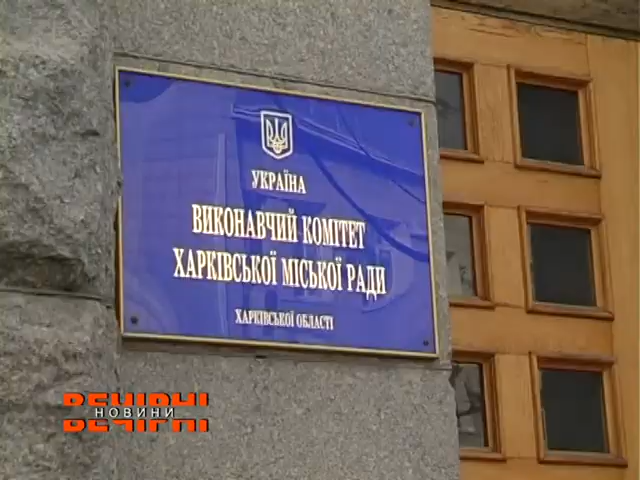 УКРАЇНА
ВИКОНАВЧИЙ КОМІТЕТ
ХАРКІВСЬКОЇ МІСЬКОЇ РАДИ
ХАРКІВСЬКОЇ ОБЛАСТІ
ВЕЧІРНІ
НОВИНИ